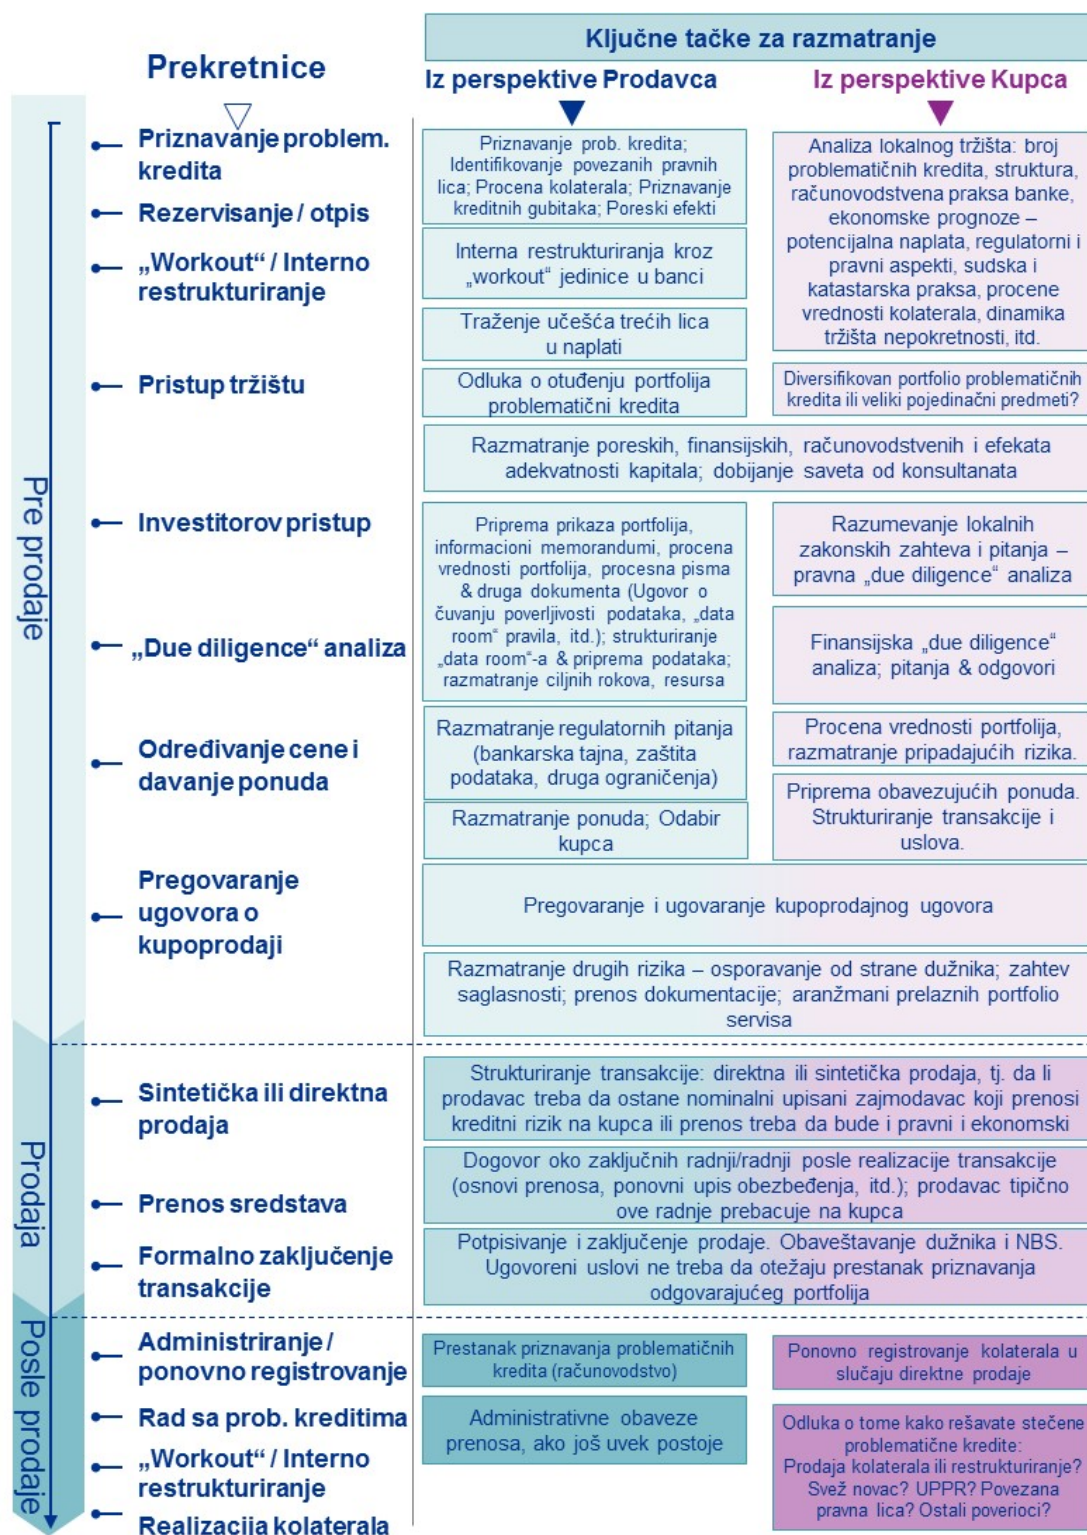 Ključne tačke za razmatranje
Prekretnice
Iz perspektive Prodavca
Iz perspektive Kupca
Pre prodaje
Priznavanje problem.
kredita
Rezervisanje / otpis
„Workout“ / Interno
restrukturiranje
Pristup tržištu
Investitorov pristup
„Due diligence“ analiza
Određivanje cene i
davanje ponuda
Pregovaranje
ugovora o
kupoprodaji
Priznavanje prob. kredita;
Identifikovanje povezanih pravnih
lica; Procena kolaterala; Priznavanje
kreditnih gubitaka; Poreski efekti
Interna restrukturiranja kroz
„workout“ jedinice u banci
Traženje učešća trećih lica
u naplati
Odluka o otuđenju portfolija
problematični kredita
Analiza lokalnog tržišta: broj
problematičnih kredita, struktura,
računovodstvena praksa banke,
ekonomske prognoze –
potencijalna naplata, regulatorni i
pravni aspekti, sudska i
katastarska praksa, procene
vrednosti kolaterala, dinamika
tržišta nepokretnosti, itd.
Diversifikovan portfolio problematičnih
kredita ili veliki pojedinačni predmeti?
Razmatranje poreskih, finansijskih, računovodstvenih i efekata
adekvatnosti kapitala; dobijanje saveta od konsultanata
Priprema prikaza portfolija,
informacioni memorandumi, procena
vrednosti portfolija, procesna pisma
& druga dokumenta (Ugovor o
čuvanju poverljivosti podataka, „data
room“ pravila, itd.); strukturiranje
„data room“-a & priprema podataka;
razmatranje ciljnih rokova, resursa
Razmatranje regulatornih pitanja
(bankarska tajna, zaštita
podataka, druga ograničenja)
Razmatranje ponuda; Odabir
kupca
Razumevanje lokalnih
zakonskih zahteva i pitanja –
pravna „due diligence“ analiza
Finansijska „due diligence“
analiza; pitanja & odgovori
Procena vrednosti portfolija,
razmatranje pripadajućih rizika.
Priprema obavezujućih ponuda.
Strukturiranje transakcije i
uslova.
Pregovaranje i ugovaranje kupoprodajnog ugovora
Razmatranje drugih rizika – osporavanje od strane dužnika; zahtev
saglasnosti; prenos dokumentacije; aranžmani prelaznih portfolio
servisa
Prodaja
Sintetička ili direktna
prodaja
Prenos sredstava
Formalno zaključenje
transakcije
Strukturiranje transakcije: direktna ili sintetička prodaja, tj. da li
prodavac treba da ostane nominalni upisani zajmodavac koji prenosi
kreditni rizik na kupca ili prenos treba da bude i pravni i ekonomski
Dogovor oko zaključnih radnji/radnji posle realizacije transakcije
(osnovi prenosa, ponovni upis obezbeđenja, itd.); prodavac tipično
ove radnje prebacuje na kupca
Potpisivanje i zaključenje prodaje. Obaveštavanje dužnika i NBS.
Ugovoreni uslovi ne treba da otežaju prestanak priznavanja
odgovarajućeg portfolija
Posle prodaje
Administriranje /
ponovno registrovanje
Rad sa prob. kreditima
„Workout“ / Interno
restrukturiranje
Realizacija kolaterala
Prestanak priznavanja problematičnih
kredita (računovodstvo)
Administrativne obaveze
prenosa, ako još uvek postoje
Ponovno registrovanje kolaterala u
slučaju direktne prodaje
Odluka o tome kako rešavate stečene
problematične kredite:
Prodaja kolaterala ili restrukturiranje?
Svež novac? UPPR? Povezana
pravna lica? Ostali poverioci?